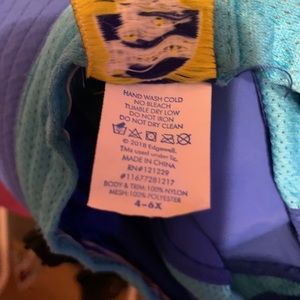 HAND WASH COLD
NO BLEACH
TUMBLE DRY LOW
DO NOT IRON
DO NOT DRY CLEAN
© 2018 Edgewell.
TMs used under lic.
MADE IN CHINA
RN#121229
#11677281217
BODY & TRIM: 100% NYLON
MESH: 100% POLYESTER
4-6X